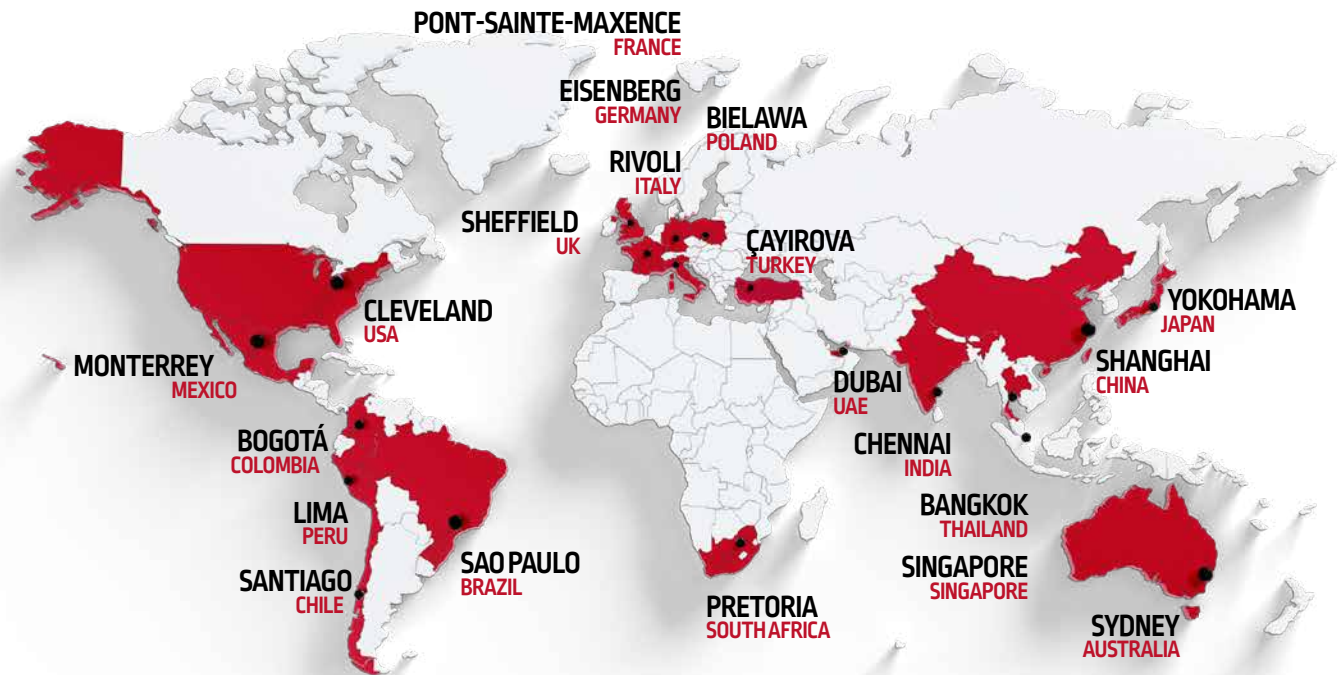 PONT-SAINTE-MAXENCE
FRANCE
EISENBERG
GERMANY
BIELAWA
POLAND
RIVOLI
ITALY
SHEFFIELD
UK
ÇAYIROVA
TURKEY
CLEVELAND
USA
YOKOHAMA
JAPAN
MONTERREY
MEXICO
SHANGHAI
CHINA
DUBAI
UAE
BOGOTÁ
COLOMBIA
CHENNAI
INDIA
LIMA
PERU
BANGKOK
THAILAND
SAO PAULO
BRAZIL
SANTIAGO
CHILE
SINGAPORE
SINGAPORE
PRETORIA
SOUTH AFRICA
SYDNEY
AUSTRALIA